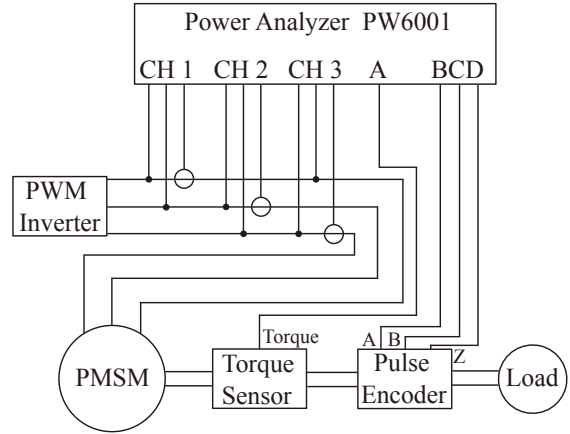 Power Analyzer PW6001
CH 1 CH 2 CH 3 A BCD
PWM
Inverter
Torque
A B
Z
PMSM
Torque
Sensor
Pulse
Encoder
Load